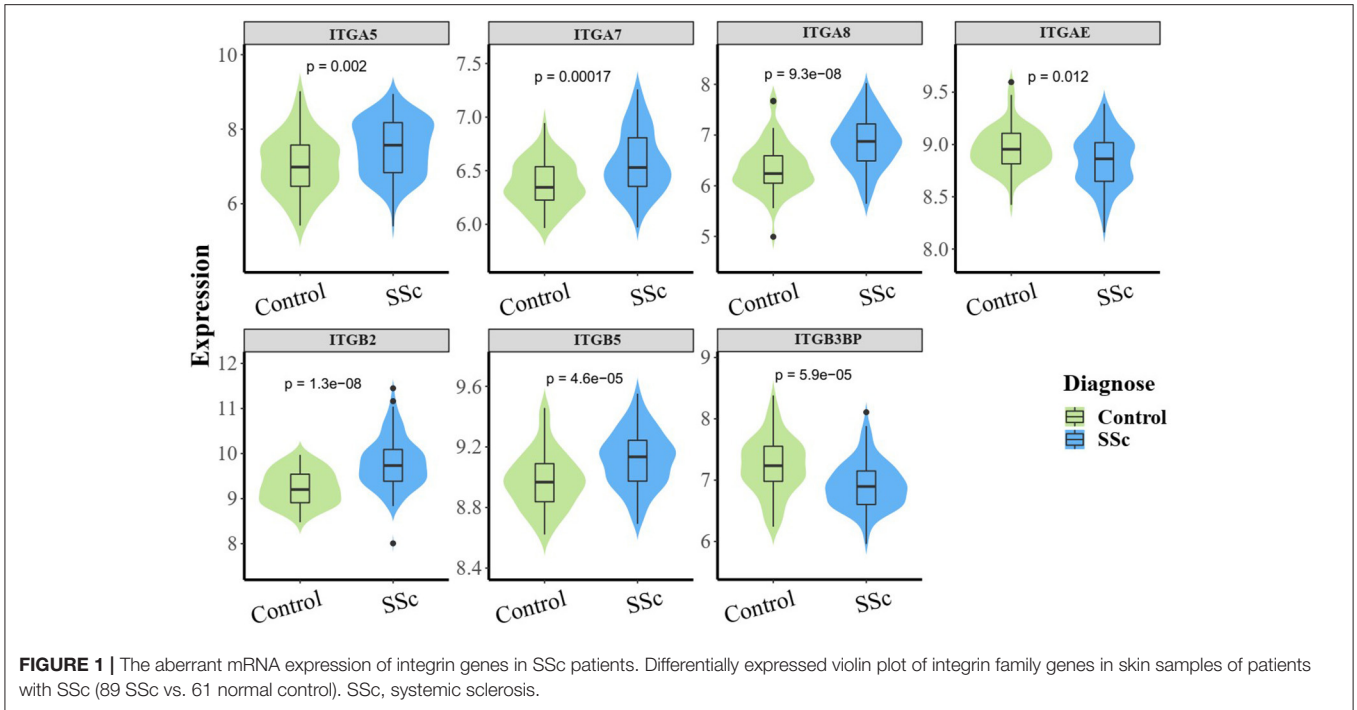 ITGA5
ITGA7
ITGA8
ITGAE
10
8
6
p = 0.002
7.5
7.0
6.5
6.0
p = 0.00017
8
7
6
5
p = 9.3e−08
9.5
9.0
8.5
8.0
p = 0.012
Control
SSc
Control
SSc
Control
SSc
Control
SSc
Expression
ITGB2
ITGB5
ITGB3BP
12
11
10
9
8
p = 1.3e−08
9.6
9.2
8.8
8.4
p = 4.6e−05
9
8
7
6
p = 5.9e−05
Control
SSc
Control
SSc
Control
SSc
Diagnose
Control
SSc
FIGURE 1 | The aberrant mRNA expression of integrin genes in SSc patients. Differentially expressed violin plot of integrin family genes in skin samples of patients
with SSc (89 SSc vs. 61 normal control). SSc, systemic sclerosis.